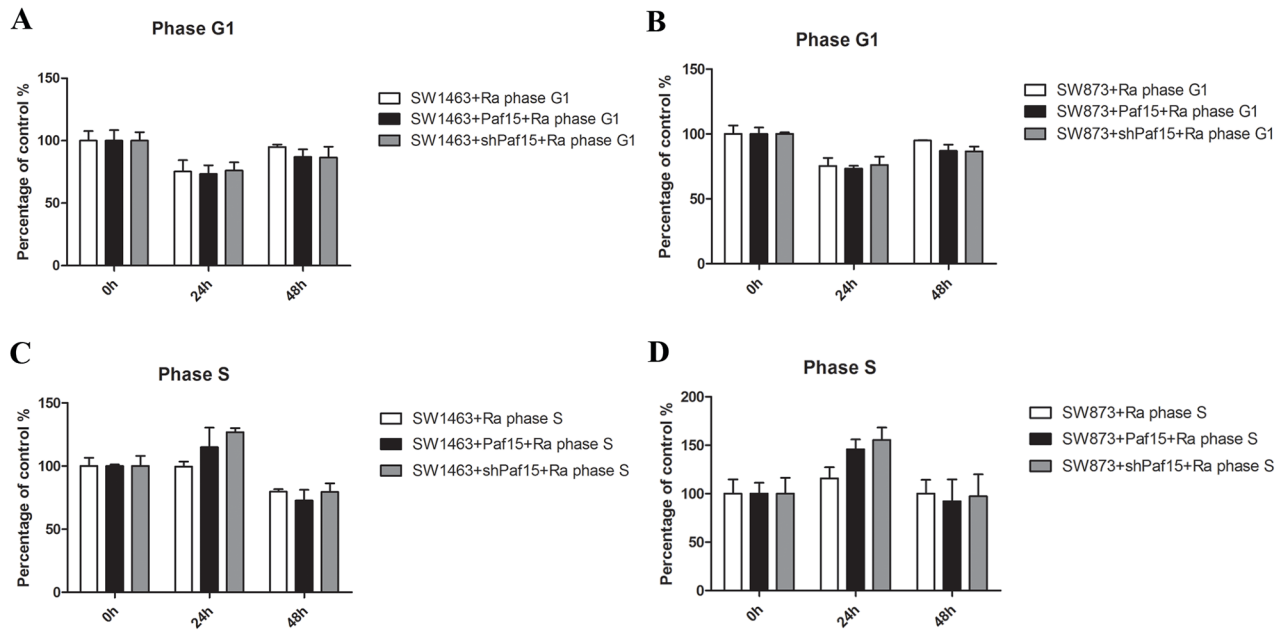 A
Phase G1
Percentage of control %
150
100
50
0
0h
24h
48h
SW1463+Ra phase G1
SW1463+Paf15+Ra phase G1
SW1463+shPaf15+Ra phase G1
B
Phase G1
Percentage of control %
150
100
50
0
0h
24h
48h
SW873+Ra phase G1
SW873+Paf15+Ra phase G1
SW873+shPaf15+Ra phase G1
C
Phase S
Percentage of control %
150
100
50
0
0h
24h
48h
SW1463+Ra phase S
SW1463+Paf15+Ra phase S
SW1463+shPaf15+Ra phase S
D
Phase S
Percentage of control %
200
150
100
50
0
0h
24h
48h
SW873+Ra phase S
SW873+Paf15+Ra phase S
SW873+shPaf15+Ra phase S